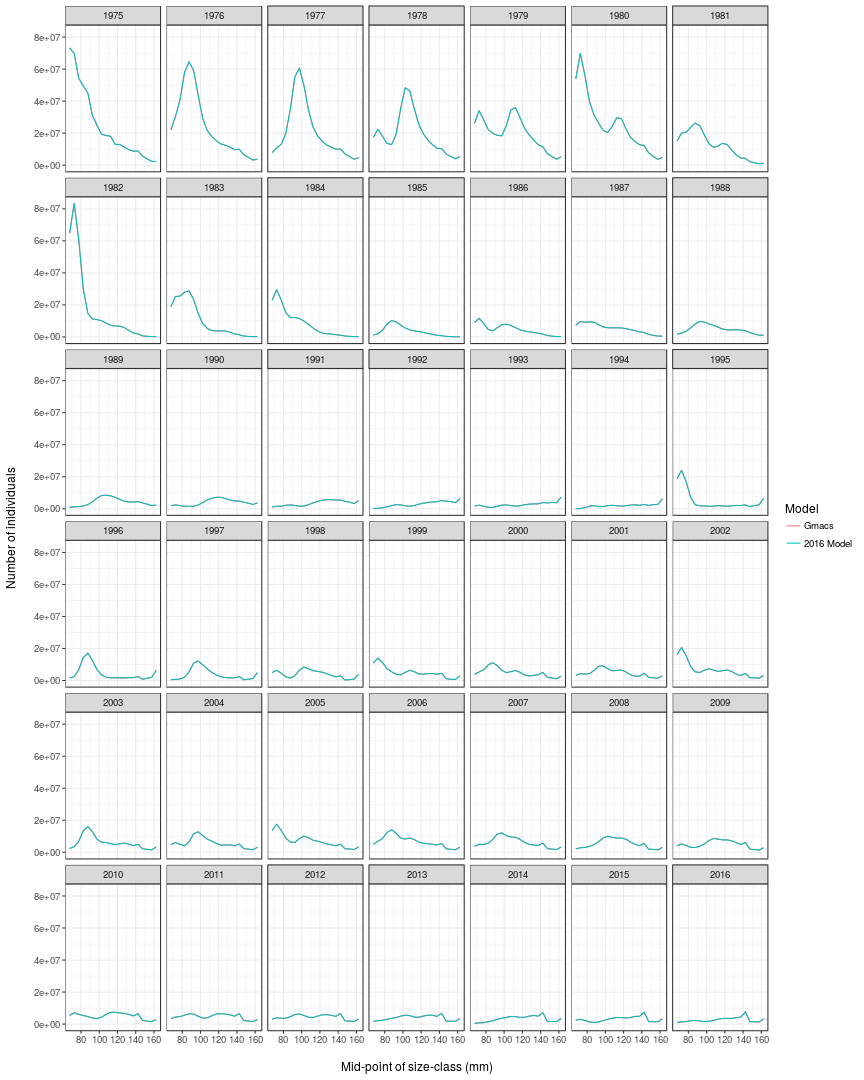 1975 1976 1977 1978 1979 1980 1981
8e+07
6e+07
4e+07
2e+07
0e+00
1982 1983 1984 1985 1986 1987 1988
8e+07
6e+07
4e+07
2e+07
0e+00
1989 1990 1991 1992 1993 1994 1995
8e+07
6e+07
4e+07
2e+07
0e+00
1996 1997 1998 1999 2000 2001 2002
8e+07
6e+07
4e+07
2e+07
0e+00
2003 2004 2005 2006 2007 2008 2009
8e+07
6e+07
4e+07
2e+07
0e+00
2010 2011 2012 2013 2014 2015 2016
8e+07
6e+07
4e+07
2e+07
0e+00
80 100 120 140 160 80 100 120 140 160 80 100 120 140 160 80 100 120 140 160 80 100 120 140 160 80 100 120 140 160 80 100 120 140 160
Mid-point of size-class (mm)
Number of inidividuals
Model
Gmacs
2016 Model